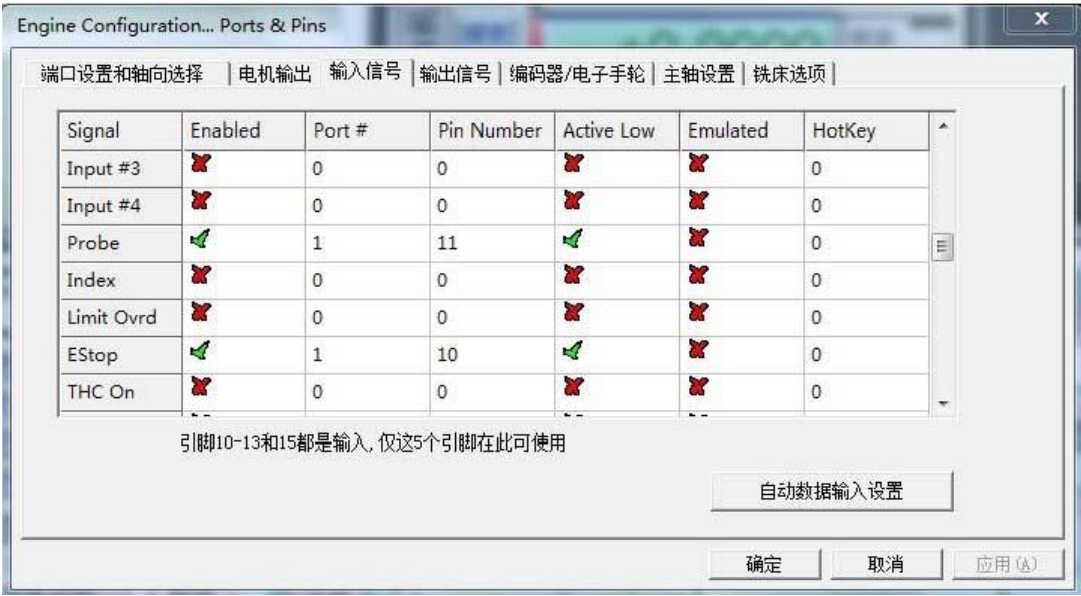 Engine Configuration... Ports & Pins
端口设置和轴向选择 电机输出 输入信号 输出信号 编码器/电子手轮 主轴设置 铣床选项
Signal Enabled Port # Pin Number Active Low Emulated HotKey
Input #3 0 0 0
Input #4 0 0 0
Probe 1 11 0
Index 0 0 0
Limit Ovrd 0 0 0
EStop 1 10 0
THC On 0 0 0
引脚10-13和15都是输入,仅这5个引脚在此可使用
自动数据输入设置
确定 取消 应用(A)